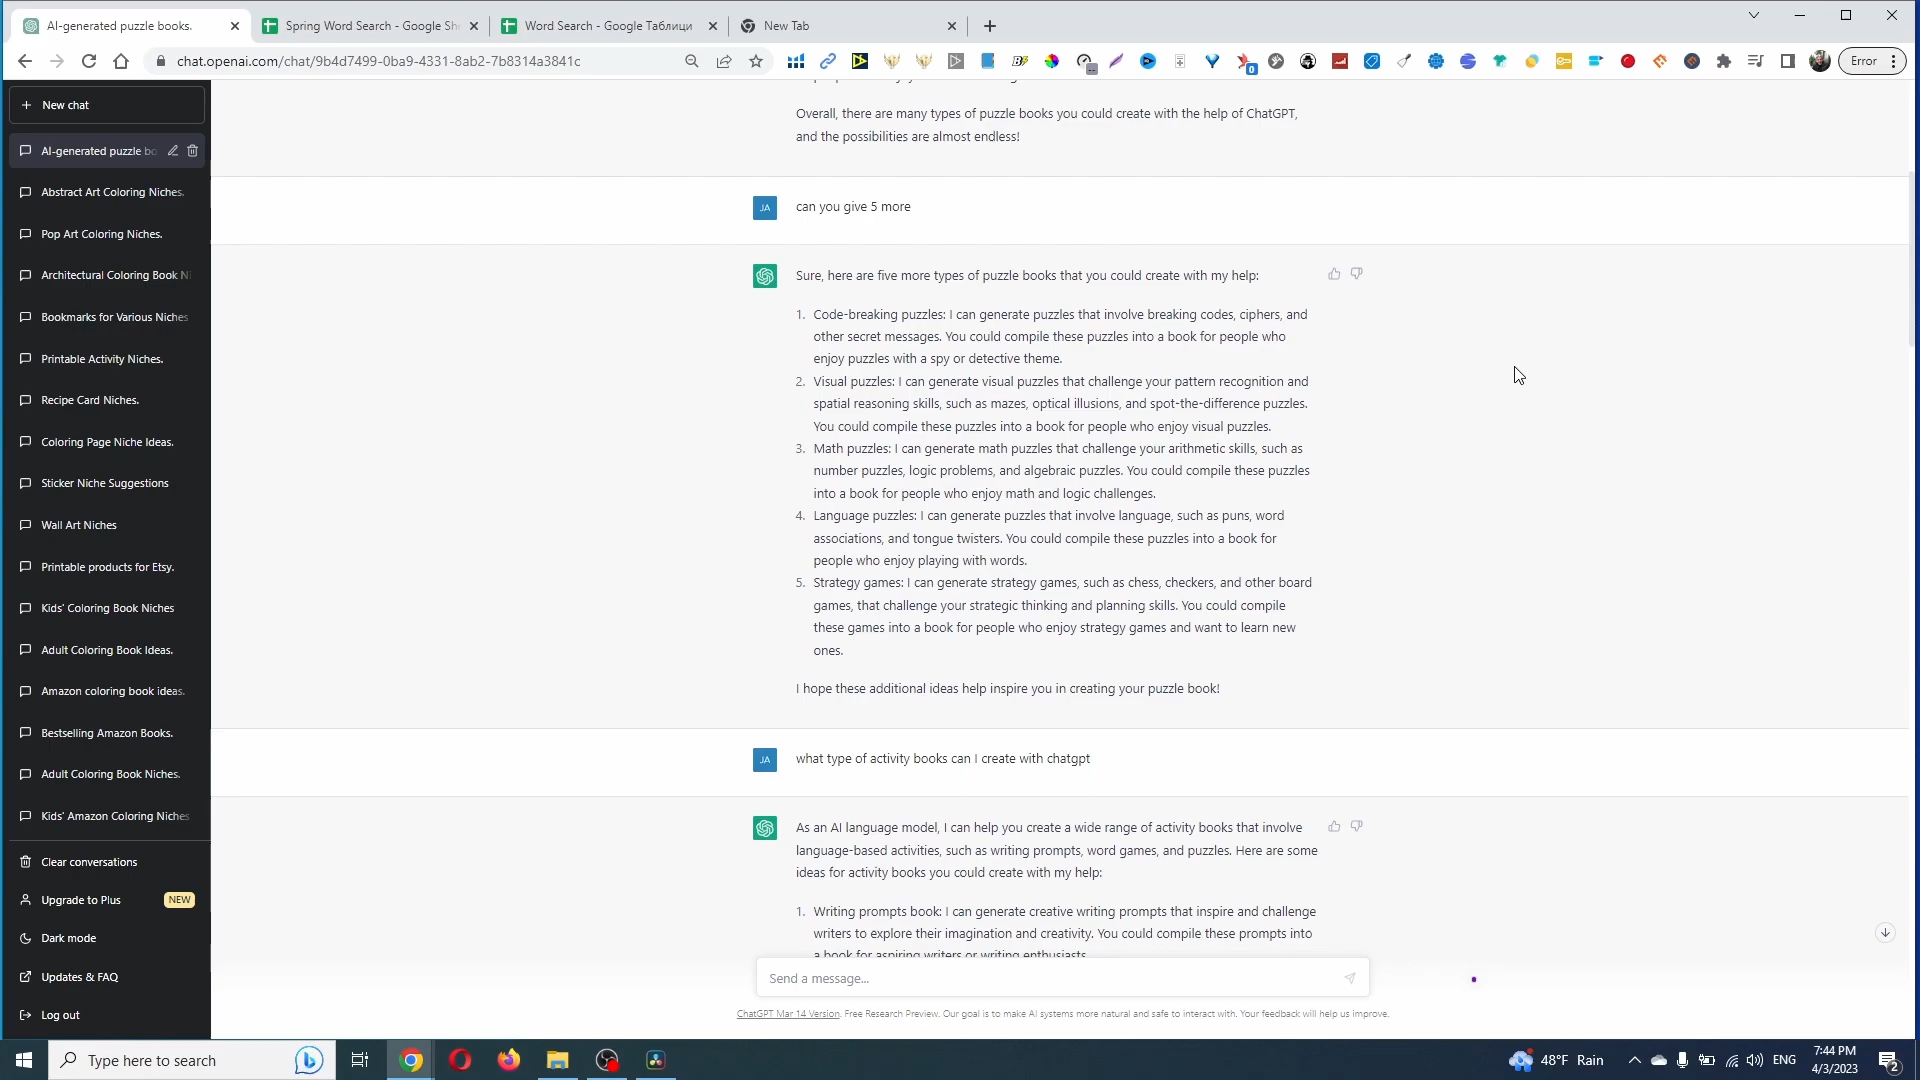 AI-generated puzzle books.
Spring Word Search - Google She
Word Search - Google Таблици
New Tab
chat.openai.com/chat/9b4d7499-0ba9-4331-8ab2-7b8314a3841c
Error
New chat
AI-generated puzzle bo
Abstract Art Coloring Niches.
Pop Art Coloring Niches.
Architectural Coloring Book Ni
Bookmarks for Various Niches
Printable Activity Niches.
Recipe Card Niches.
Coloring Page Niche Ideas.
Sticker Niche Suggestions
Wall Art Niches
Printable products for Etsy.
Kids' Coloring Book Niches
Adult Coloring Book Ideas.
Amazon coloring book ideas.
Bestselling Amazon Books.
Adult Coloring Book Niches.
Kids' Amazon Coloring Niches
Clear conversations
Upgrade to Plus NEW
Dark mode
Updates & FAQ
Log out
Overall, there are many types of puzzle books you could create with the help of ChatGPT,
and the possibilities are almost endless!
JA can you give 5 more
Sure, here are five more types of puzzle books that you could create with my help:
1. Code-breaking puzzles: I can generate puzzles that involve breaking codes, ciphers, and
other secret messages. You could compile these puzzles into a book for people who
enjoy puzzles with a spy or detective theme.
2. Visual puzzles: I can generate visual puzzles that challenge your pattern recognition and
spatial reasoning skills, such as mazes, optical illusions, and spot-the-difference puzzles.
You could compile these puzzles into a book for people who enjoy visual puzzles.
3. Math puzzles: I can generate math puzzles that challenge your arithmetic skills, such as
number puzzles, logic problems, and algebraic puzzles. You could compile these puzzles
into a book for people who enjoy math and logic challenges.
4. Language puzzles: I can generate puzzles that involve language, such as puns, word
associations, and tongue twisters. You could compile these puzzles into a book for
people who enjoy playing with words.
5. Strategy games: I can generate strategy games, such as chess, checkers, and other board
games, that challenge your strategic thinking and planning skills. You could compile
these games into a book for people who enjoy strategy games and want to learn new
ones.
I hope these additional ideas help inspire you in creating your puzzle book!
JA what type of activity books can I create with chatgpt
As an AI language model, I can help you create a wide range of activity books that involve
language-based activities, such as writing prompts, word games, and puzzles. Here are some
ideas for activity books you could create with my help:
1. Writing prompts book: I can generate creative writing prompts that inspire and challenge
writers to explore their imagination and creativity. You could compile these prompts into
a book for aspiring writers or writing enthusiasts.
Send a message...
ChatGPT Mar 14 Version. Free Research Preview. Our goal is to make AI systems more natural and safe to interact with. Your feedback will help us improve.
Type here to search
48°F Rain
ENG
7:44 PM
4/3/2023
2